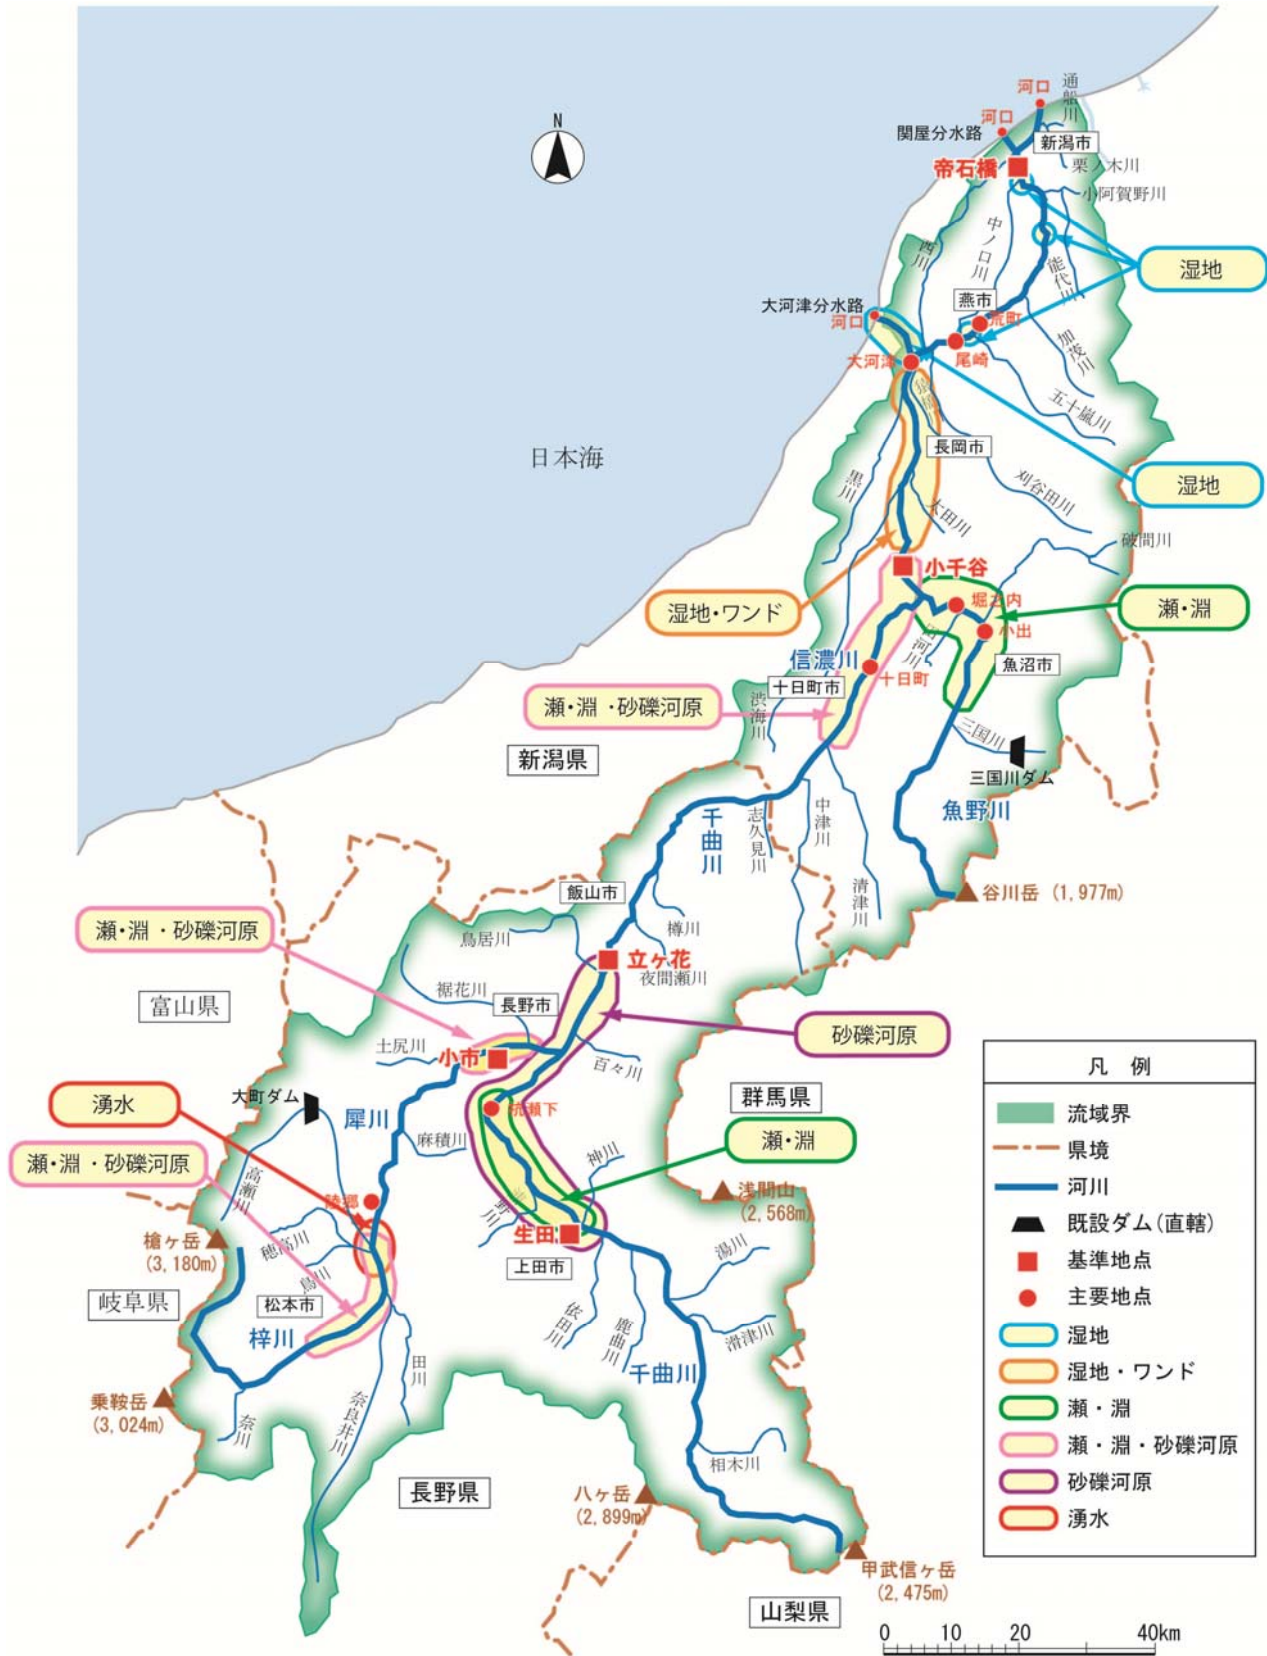 河口
通船川
河口
関屋分水路
新潟市
帝石橋
栗ノ木川
小阿賀野川
西川
中ノ口川
能代川
湿地
大河津分水路
河口
燕市
荒町
尾崎
大河津
加茂川
五十嵐川
長岡市
日本海
黒川
太田川
刈谷田川
湿地
破間川
小千谷
湿地・ワンド
堀之内
瀬・淵
小出
信濃川
魚沼市
十日町市
十日町
瀬・淵・砂礫河原
渋海川
新潟県
三国川
三国川ダム
魚野川
千曲川
志久見川
中津川
清津川
谷川岳 (1,977m)
飯山市
瀬・淵・砂礫河原
鳥居川
樽川
立ヶ花
夜間瀬川
富山県
裾花川
長野市
砂礫河原
土尻川
小市
百々川
大町ダム
湧水
犀川
杭瀬下
群馬県
瀬・淵
麻積川
瀬・淵・砂礫河原
高瀬川
神川
陸郷
浅間山
(2,568m)
槍ヶ岳
(3,180m)
穂高川
烏川
生田
上田市
湯川
岐阜県
松本市
梓川
依田川
鹿曲川
滑津川
千曲川
田川
奈良井川
乗鞍岳
(3,024m)
奈川
相木川
長野県
八ヶ岳
(2,899m)
甲武信ヶ岳
(2,475m)
山梨県
N
凡 例
流域界
県境
河川
既設ダム(直轄)
基準地点
主要地点
湿地
湿地・ワンド
瀬・淵
瀬・淵・砂礫河原
砂礫河原
湧水
0 10 20 40km